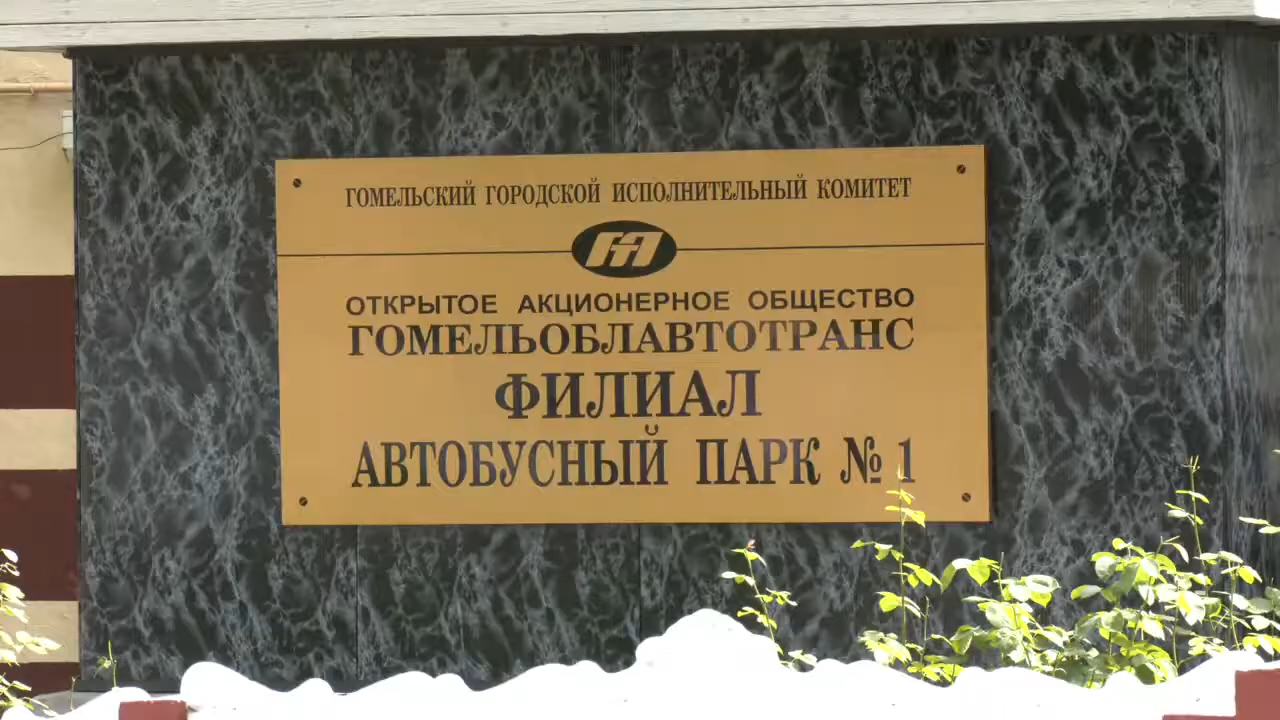 ГОМЕЛЬСКИЙ ГОРОДСКОЙ ИСПОЛНИТЕЛЬНЫЙ КОМИТЕТ
ОТКРЫТОЕ АКЦИОНЕРНОЕ ОБЩЕСТВО
ГОМЕЛЬОБЛАВТОТРАНС
ФИЛИАЛ
АВТОБУСНЫЙ ПАРК № 1